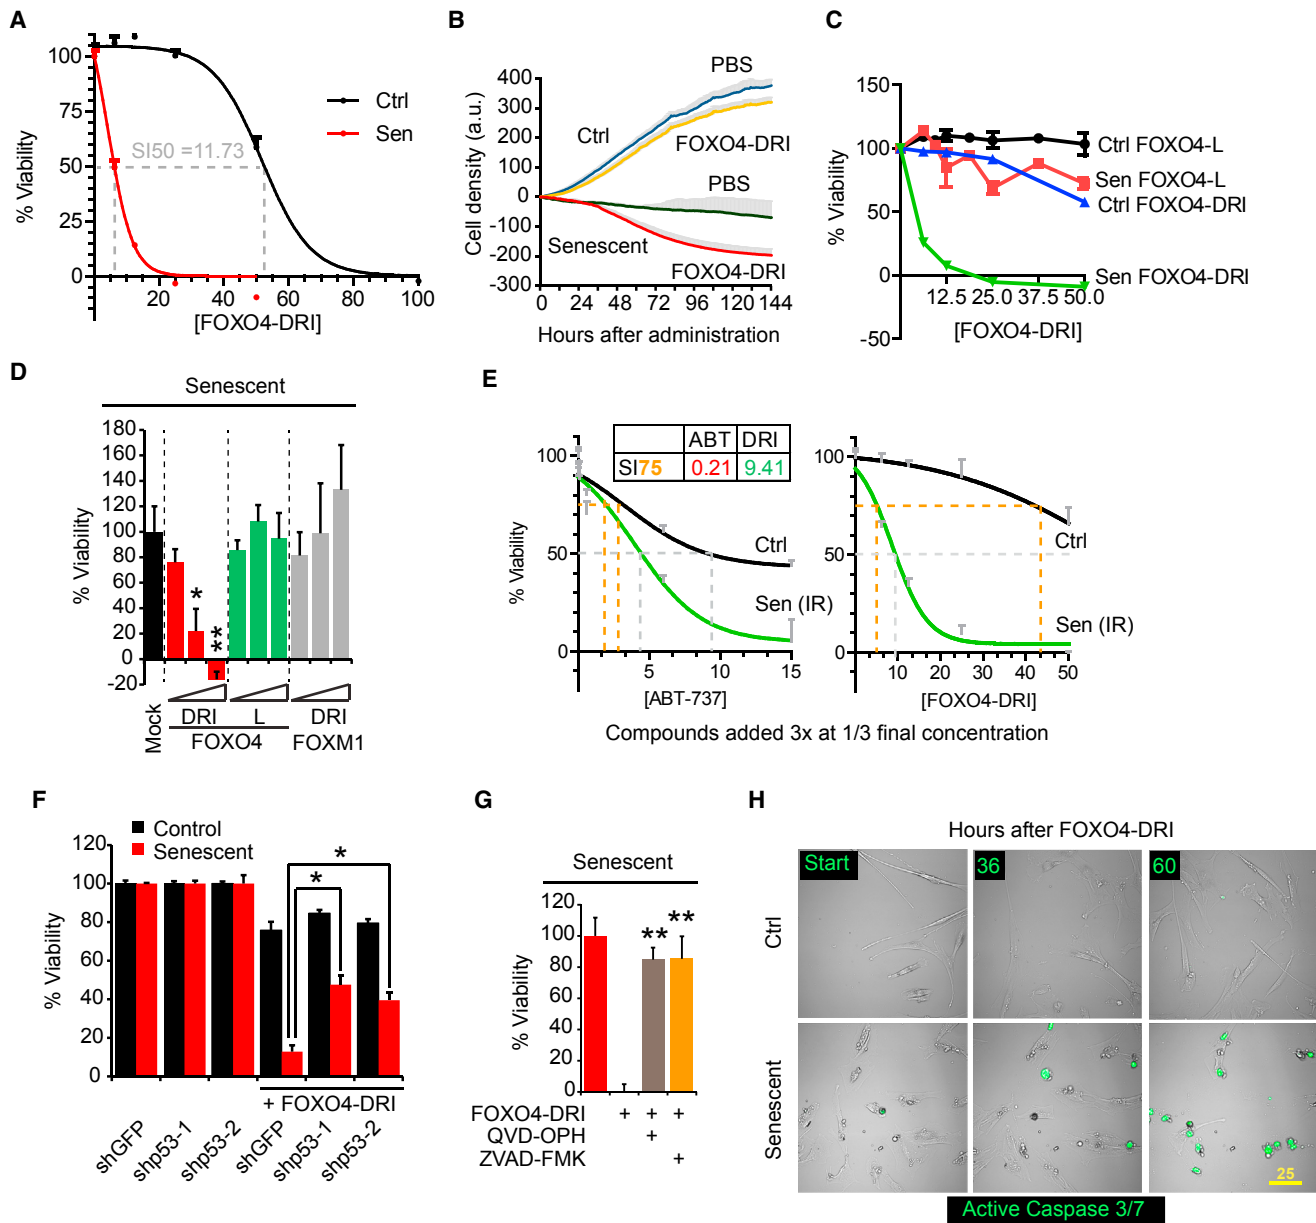 A
100
75
50
25
0
% Viability
SI50 =11.73
Ctrl
Sen
20
40
60
80
100
[FOXO4-DRI]
B
400
300
200
100
0
-100
-200
-300
Cell density (a.u.)
PBS
Ctrl
FOXO4-DRI
PBS
Senescent
FOXO4-DRI
0 24 48 72 96 120 144
Hours after administration
C
150
100
50
0
-50
% Viability
Ctrl FOXO4-L
Sen FOXO4-L
Ctrl FOXO4-DRI
Sen FOXO4-DRI
12.5 25.0 37.5 50.0
[FOXO4-DRI]
D
Senescent
180
160
140
120
100
80
60
40
20
0
-20
% Viability
*
**
Mock
DRI L DRI
FOXO4 FOXM1
E
ABT DRI
SI75 0.21 9.41
100
50
0
% Viability
Ctrl
Sen (IR)
5 10 15
[ABT-737]
100
50
0
Ctrl
Sen (IR)
10 20 30 40 50
[FOXO4-DRI]
Compounds added 3x at 1/3 final concentration
F
Control
Senescent
120
100
80
60
40
20
0
% Viability
*
*
+ FOXO4-DRI
shGFP
shp53-1
shp53-2
shGFP
shp53-1
shp53-2
G
Senescent
120
100
80
60
40
20
0
% Viability
**
**
FOXO4-DRI + + +
QVD-OPH +
ZVAD-FMK +
H
Hours after FOXO4-DRI
Start
36
60
Ctrl
Senescent
25
Active Caspase 3/7